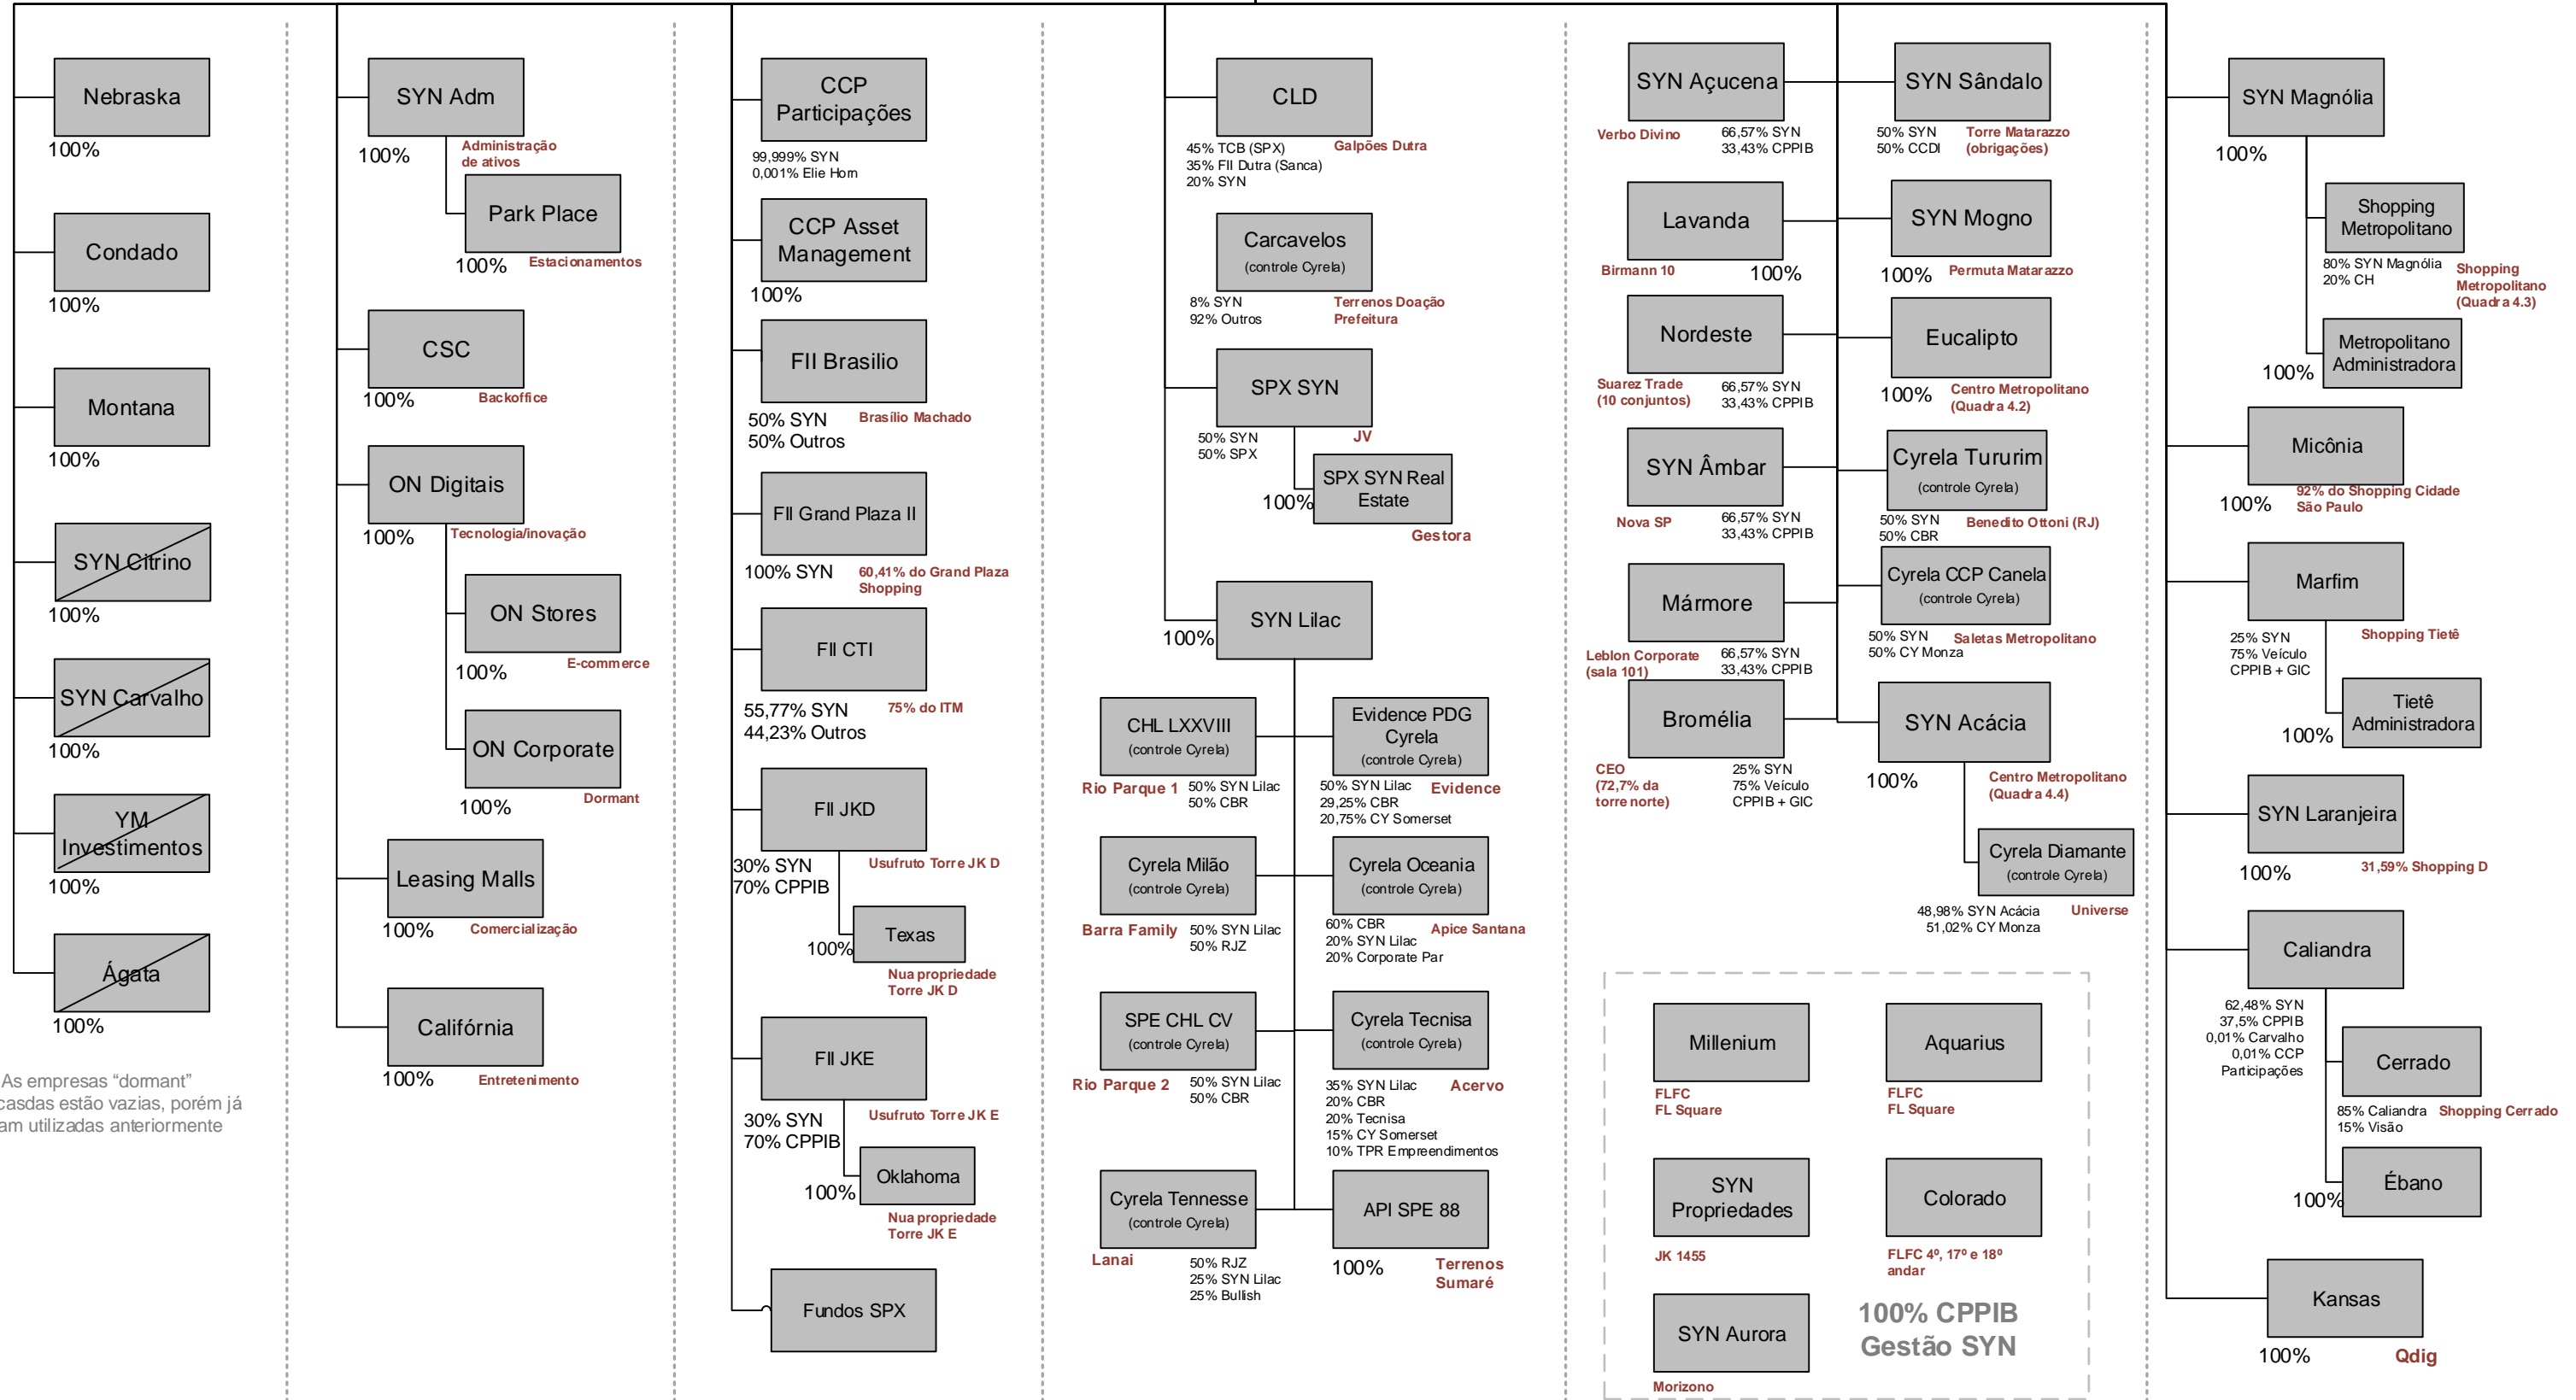 Nebraska
100%
Condado
100%
Montana
100%
SYN Citrino
100%
SYN Carvalho
100%
YM
Investimentos
100%
Ágata
100%
As empresas “dormant”
casdas estão vazias, porém já
am utilizadas anteriormente
SYN Adm
100%
Administração
de ativos
Park Place
100%
Estacionamentos
CSC
100%
Backoffice
ON Digitais
100%
Tecnologia/inovação
ON Stores
100%
E-commerce
ON Corporate
100%
Dormant
Leasing Malls
100%
Comercialização
Califórnia
100%
Entretenimento
CCP
Participações
99,999% SYN
0,001% Elie Horn
CCP Asset
Management
100%
FII Brasilio
50% SYN
50% Outros
Brasílio Machado
FII Grand Plaza II
100% SYN
60,41% do Grand Plaza
Shopping
FII CTI
55,77% SYN
44,23% Outros
75% do ITM
FII JKD
30% SYN
70% CPPIB
Usufruto Torre JK D
Texas
100%
Nua propriedade
Torre JK D
FII JKE
30% SYN
70% CPPIB
Usufruto Torre JK E
Oklahoma
100%
Nua propriedade
Torre JK E
Fundos SPX
CLD
45% TCB (SPX)
35% FII Dutra (Sanca)
20% SYN
Galpões Dutra
Carcavelos
(controle Cyrela)
8% SYN
92% Outros
Terrenos Doação
Prefeitura
SPX SYN
50% SYN
50% SPX
JV
SPX SYN Real
Estate
100%
Gestora
SYN Lilac
100%
CHL LXXVIII
(controle Cyrela)
Rio Parque 1
50% SYN Lilac
50% CBR
Evidence PDG
Cyrela
(controle Cyrela)
50% SYN Lilac
29,25% CBR
20,75% CY Somerset
Evidence
Cyrela Milão
(controle Cyrela)
Barra Family
50% SYN Lilac
50% RJZ
Cyrela Oceania
(controle Cyrela)
60% CBR
20% SYN Lilac
20% Corporate Par
Apice Santana
SPE CHL CV
(controle Cyrela)
Rio Parque 2
50% SYN Lilac
50% CBR
Cyrela Tecnisa
(controle Cyrela)
35% SYN Lilac
20% CBR
20% Tecnisa
15% CY Somerset
10% TPR Empreendimentos
Acervo
Cyrela Tennesse
(controle Cyrela)
Lanai
50% RJZ
25% SYN Lilac
25% Bullish
API SPE 88
100%
Terrenos
Sumaré
SYN Açucena
Verbo Divino
66,57% SYN
33,43% CPPIB
SYN Sândalo
50% SYN
50% CCDI
Torre Matarazzo
(obrigações)
Lavanda
Birmann 10
100%
SYN Mogno
100%
Permuta Matarazzo
Nordeste
Suarez Trade
(10 conjuntos)
66,57% SYN
33,43% CPPIB
Eucalipto
100%
Centro Metropolitano
(Quadra 4.2)
SYN Âmbar
Nova SP
66,57% SYN
33,43% CPPIB
Cyrela Tururim
(controle Cyrela)
50% SYN
50% CBR
Benedito Ottoni (RJ)
Mármore
Leblon Corporate
(sala 101)
66,57% SYN
33,43% CPPIB
Cyrela CCP Canela
(controle Cyrela)
50% SYN
50% CY Monza
Saletas Metropolitano
Bromélia
CEO
(72,7% da
torre norte)
25% SYN
75% Veículo
CPPIB + GIC
SYN Acácia
100%
Centro Metropolitano
(Quadra 4.4)
Cyrela Diamante
(controle Cyrela)
48,98% SYN Acácia
51,02% CY Monza
Universe
Millenium
FLFC
FL Square
Aquarius
FLFC
FL Square
SYN
Propriedades
JK 1455
Colorado
FLFC 4º, 17º e 18º
andar
SYN Aurora
Morizono
100% CPPIB
Gestão SYN
SYN Magnólia
100%
Shopping
Metropolitano
80% SYN Magnólia
20% CH
Shopping
Metropolitano
(Quadra 4.3)
Metropolitano
Administradora
100%
Micônia
100%
92% do Shopping Cidade
São Paulo
Marfim
25% SYN
75% Veículo
CPPIB + GIC
Shopping Tietê
Tietê
Administradora
100%
SYN Laranjeira
100%
31,59% Shopping D
Caliandra
62,48% SYN
37,5% CPPIB
0,01% Carvalho
0,01% CCP
Participações
Cerrado
85% Caliandra
15% Visão
Shopping Cerrado
Ébano
100%
Kansas
100%
Qdig